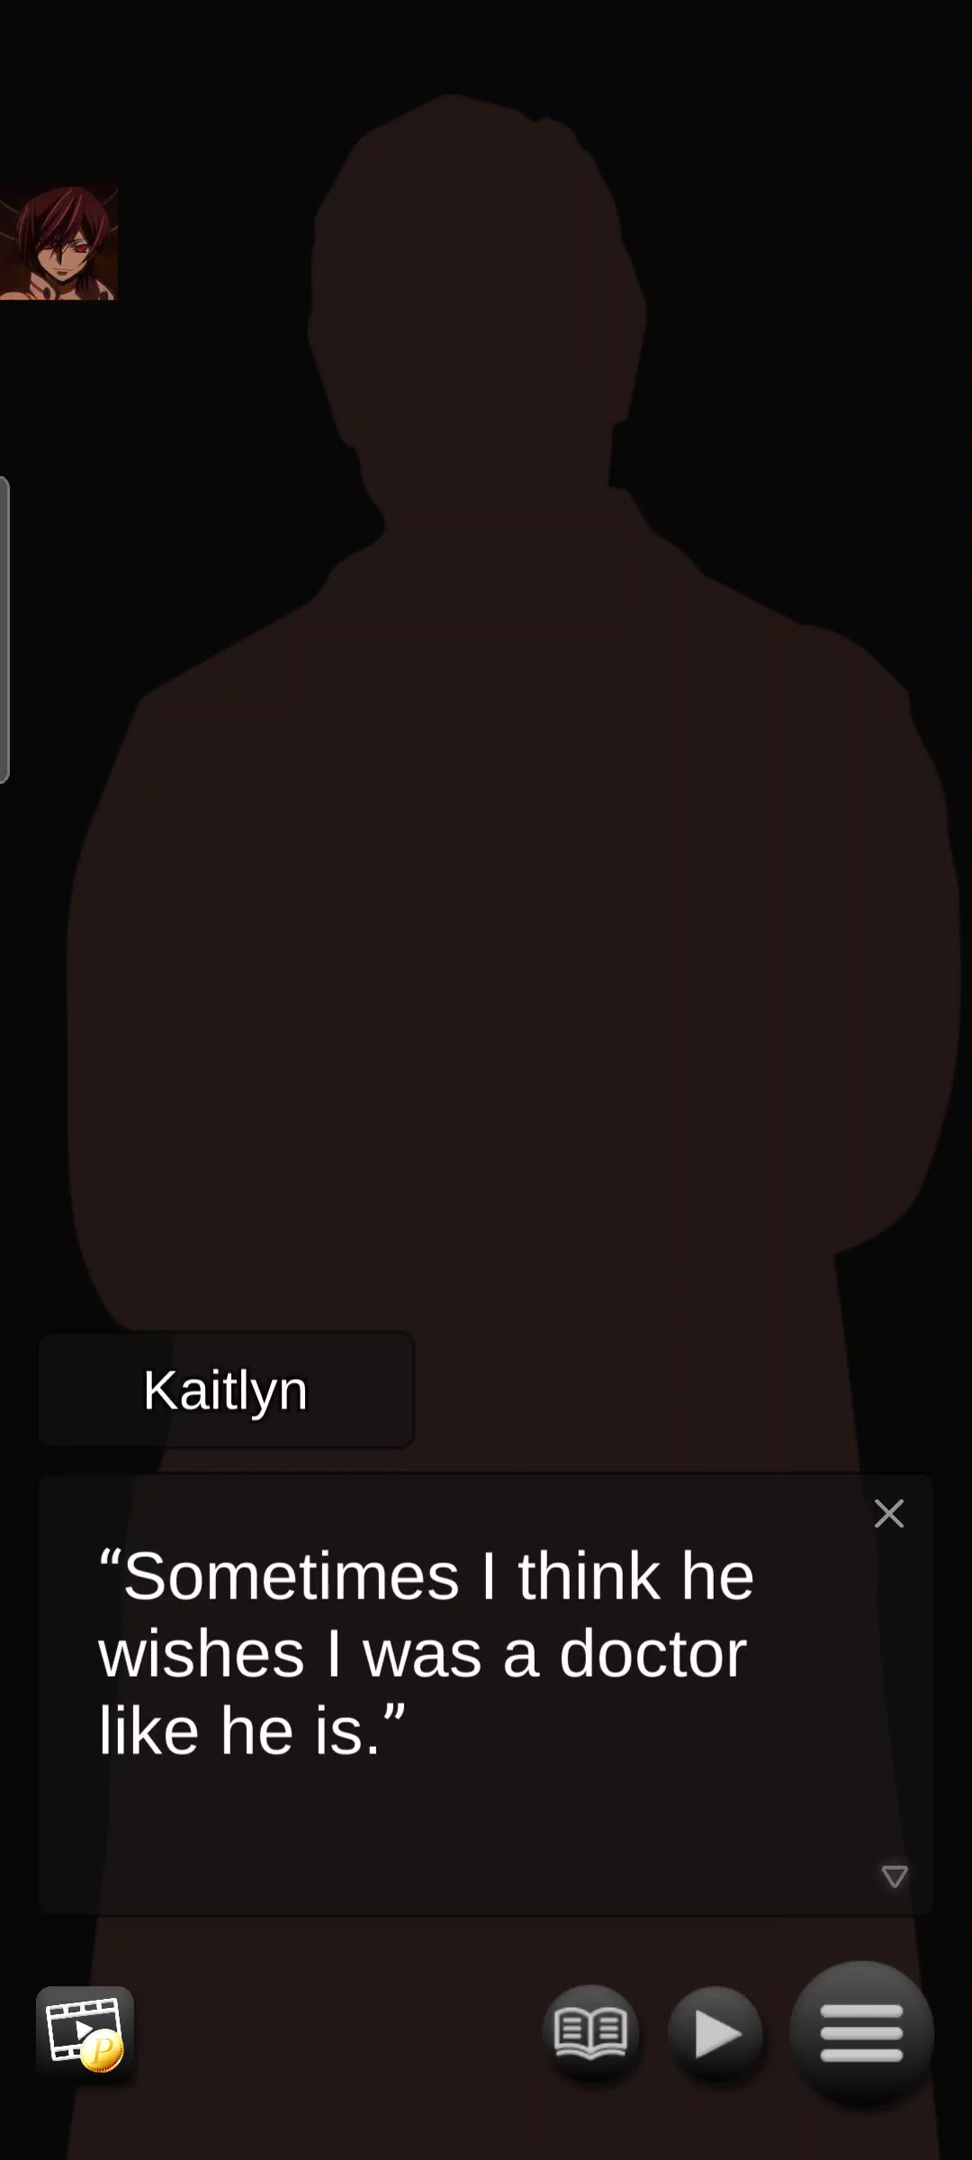 Kaitlyn
“Sometimes I think he
wishes I was a doctor
like he is.”
P